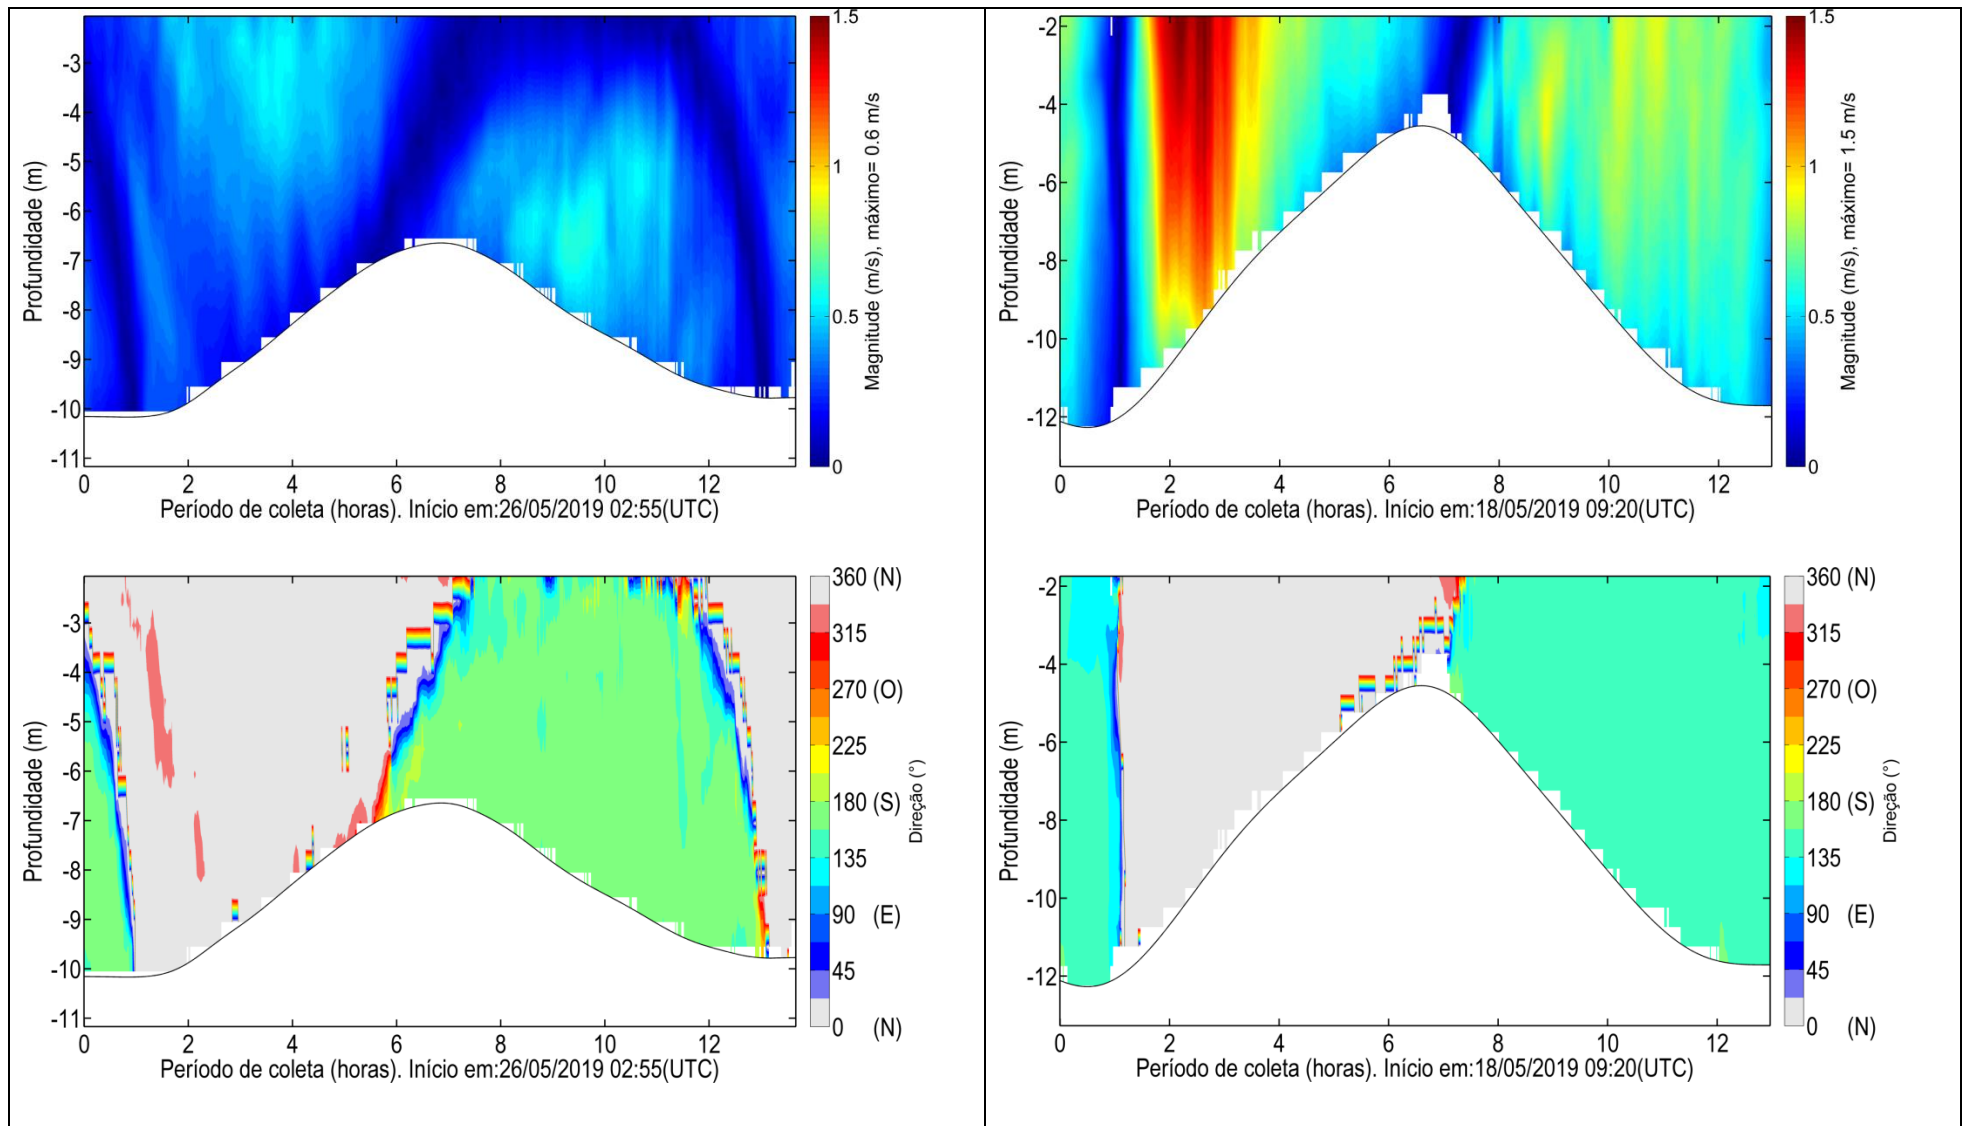 Profundidade (m)
-3
-4
-5
-6
-7
-8
-9
-10
-11
0 2 4 6 8 10 12
Período de coleta (horas). Início em:26/05/2019 02:55(UTC)
1.5
1
0.5
0
Magnitude (m/s), máximo= 0.6 m/s
Profundidade (m)
-2
-4
-6
-8
-10
-12
0 2 4 6 8 10 12
Período de coleta (horas). Início em:18/05/2019 09:20(UTC)
1.5
1
0.5
0
Magnitude (m/s), máximo= 1.5 m/s
Profundidade (m)
-3
-4
-5
-6
-7
-8
-9
-10
-11
0 2 4 6 8 10 12
Período de coleta (horas). Início em:26/05/2019 02:55(UTC)
360 (N)
315
270 (O)
225
180 (S)
135
90 (E)
45
0 (N)
Direção (°)
Profundidade (m)
-2
-4
-6
-8
-10
-12
0 2 4 6 8 10 12
Período de coleta (horas). Início em:18/05/2019 09:20(UTC)
360 (N)
315
270 (O)
225
180 (S)
135
90 (E)
45
0 (N)
Direção (°)